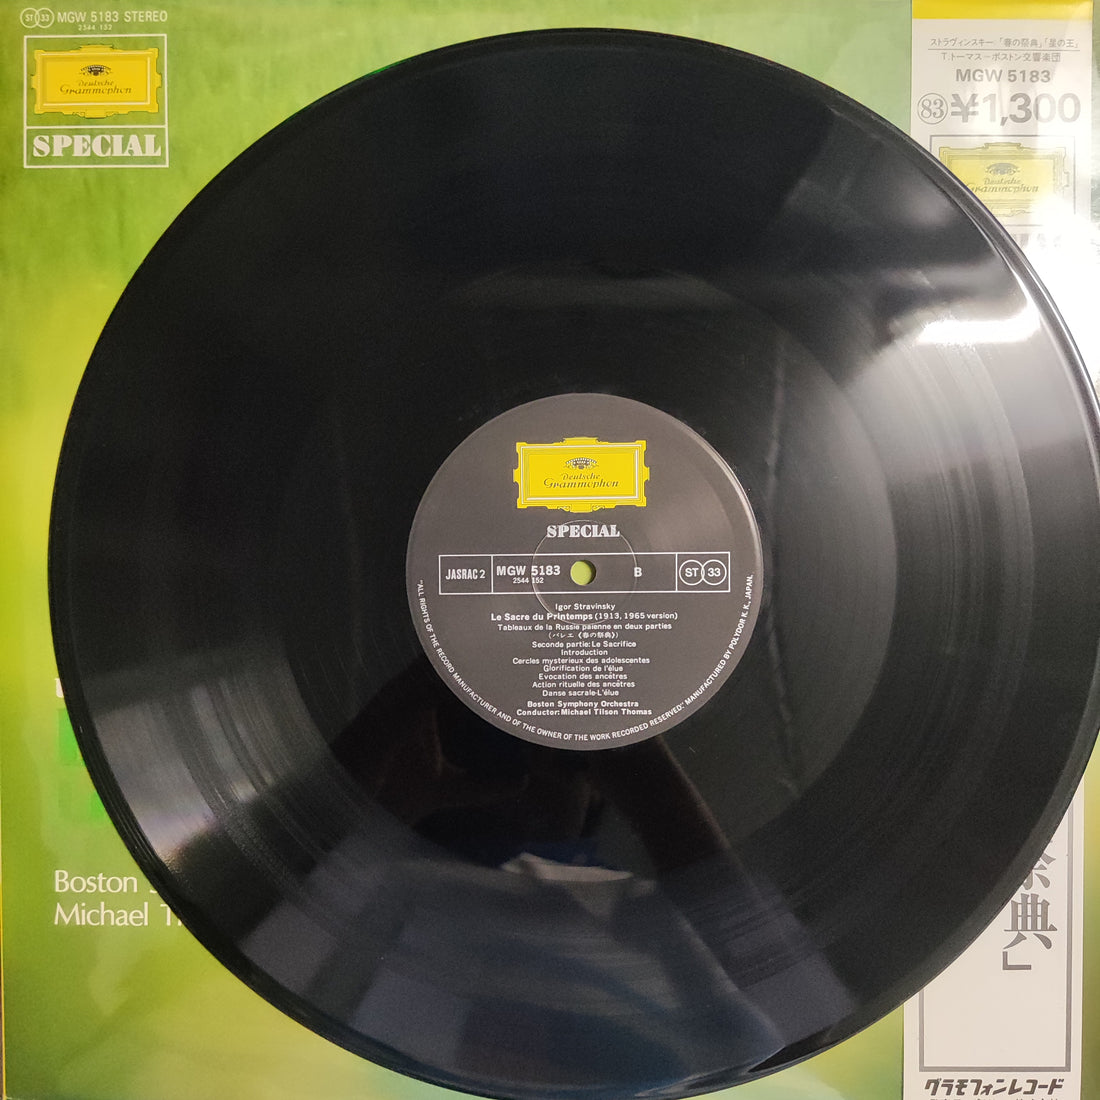 ST 33 MGW 5183 STEREO
2544 152
Deutsche
Grammophon
SPECIAL
Boston
Michael
ストラヴィンスキー:「春の祭典」「星の王」
T.トーマス－ボストン交響楽団
MGW 5183
83 ¥1,300
Deutsche
Grammophon
祭典」
グラモフォンレコード
Deutsche
Grammophon
SPECIAL
JASRAC 2 MGW 5183 B ST 33
2544 152
Igor Stravinsky
Le Sacre du Printemps (1913, 1965 version)
Tableaux de la Russie païenne en deux parties
(バレエ《春の祭典》)
Seconde partie: Le Sacrifice
Introduction
Cercles mysterieux des adolescentes
Glorification de l'élue
Evocation des ancêtres
Action rituelle des ancêtres
Danse sacrale-L'élue
Boston Symphony Orchestra
Conductor: Michael Tilson Thomas
"ALL RIGHTS OF THE RECORD MANUFACTURER AND OF THE OWNER OF THE WORK RECORDED RESERVED." MANUFACTURED BY POLYDOR K. K., JAPAN.